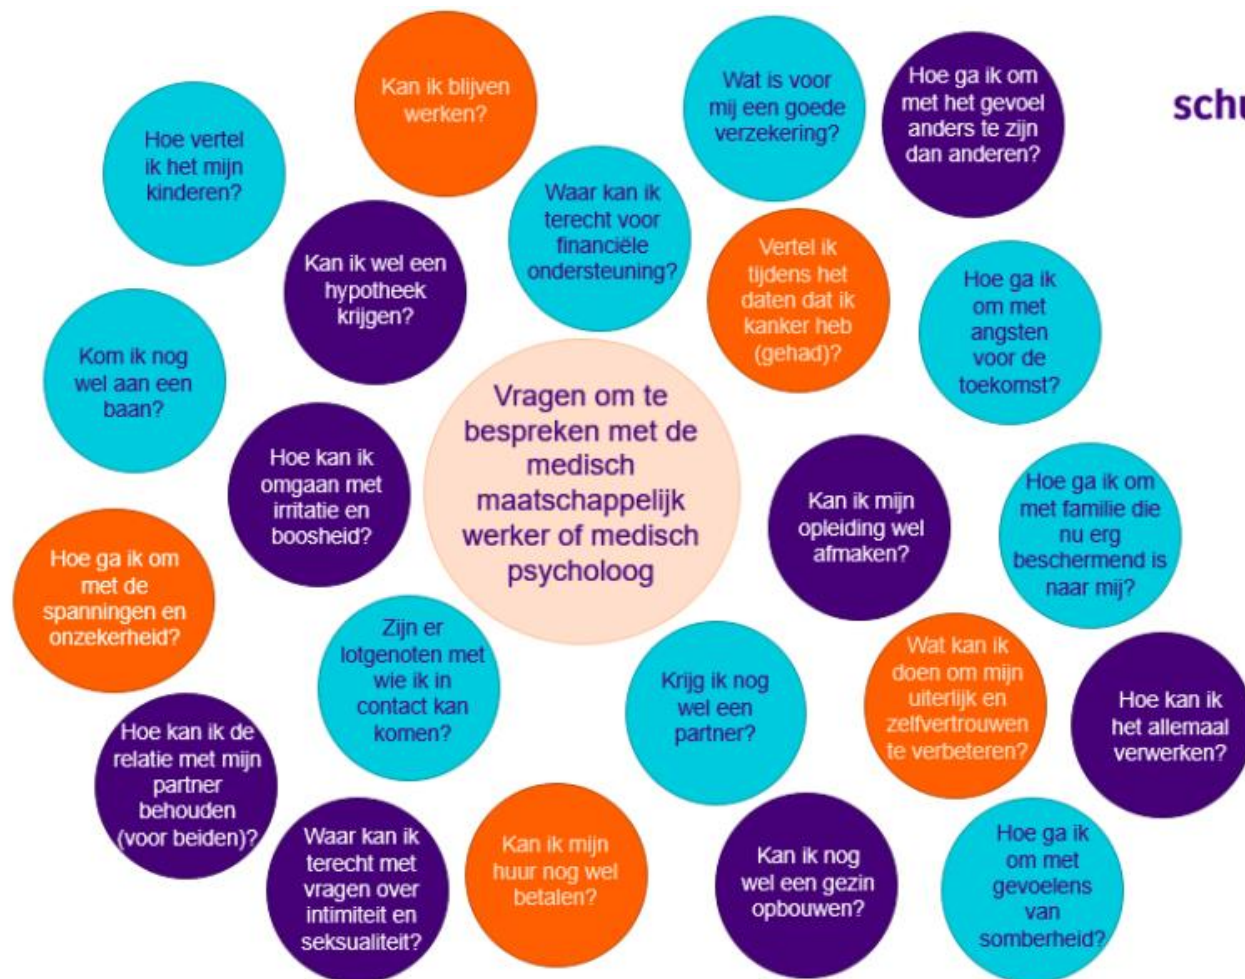 Kan ik blijven
werken?
Wat is voor
mij een goede
verzekering?
Hoe ga ik om
met het gevoel
anders te zijn
dan anderen?
schu
Hoe vertel
ik het mijn
kinderen?
Waar kan ik
terecht voor
financiële
ondersteuning?
Kan ik wel een
hypotheek
krijgen?
Vertel ik
tijdens het
daten dat ik
kanker heb
(gehad)?
Hoe ga ik
om met
angsten
voor de
toekomst?
Kom ik nog
wel aan een
baan?
Vragen om te
bespreken met de
medisch
maatschappelijk
werker of medisch
psycholoog
Hoe kan ik
omgaan met
irritatie en
boosheid?
Kan ik mijn
opleiding wel
afmaken?
Hoe ga ik om
met familie die
nu erg
beschermend is
naar mij?
Hoe ga ik om
met de
spanningen en
onzekerheid?
Zijn er
lotgenoten met
wie ik in
contact kan
komen?
Krijg ik nog
wel een
partner?
Wat kan ik
doen om mijn
uiterlijk en
zelfvertrouwen
te verbeteren?
Hoe kan ik
het allemaal
verwerken?
Hoe kan ik de
relatie met mijn
partner
behouden
(voor beiden)?
Waar kan ik
terecht met
vragen over
intimiteit en
seksualiteit?
Kan ik mijn
huur nog wel
betalen?
Kan ik nog
wel een gezin
opbouwen?
Hoe ga ik
om met
gevoelens
van
somberheid?